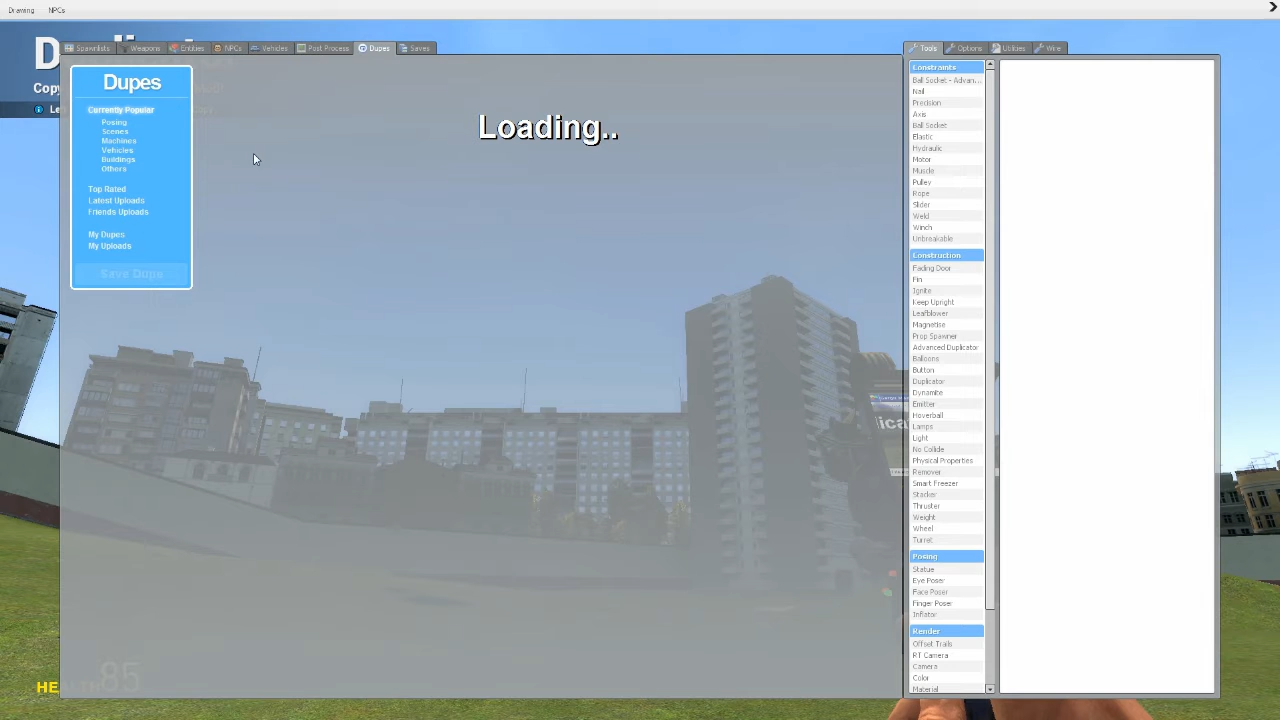 Drawing NPCs
Spawnlists Weapons Entities NPCs Vehicles Post Process Dupes Saves
Tools Options Utilities Wire
Dupes
Currently Popular
Posing
Scenes
Machines
Vehicles
Buildings
Others
Top Rated
Latest Uploads
Friends Uploads
My Dupes
My Uploads
Save Dupe
Loading..
Constraints
Ball Socket - Advan...
Nail
Precision
Axis
Ball Socket
Elastic
Hydraulic
Motor
Muscle
Pulley
Rope
Slider
Weld
Winch
Unbreakable
Construction
Fading Door
Fin
Ignite
Keep Upright
Leafblower
Magnetise
Prop Spawner
Advanced Duplicator
Balloons
Button
Duplicator
Dynamite
Emitter
Hoverball
Lamps
Light
No Collide
Physical Properties
Remover
Smart Freezer
Stacker
Thruster
Weight
Wheel
Turret
Posing
Statue
Eye Poser
Face Poser
Finger Poser
Inflator
Render
Offset Trails
RT Camera
Camera
Color
Material
HEALTH 85